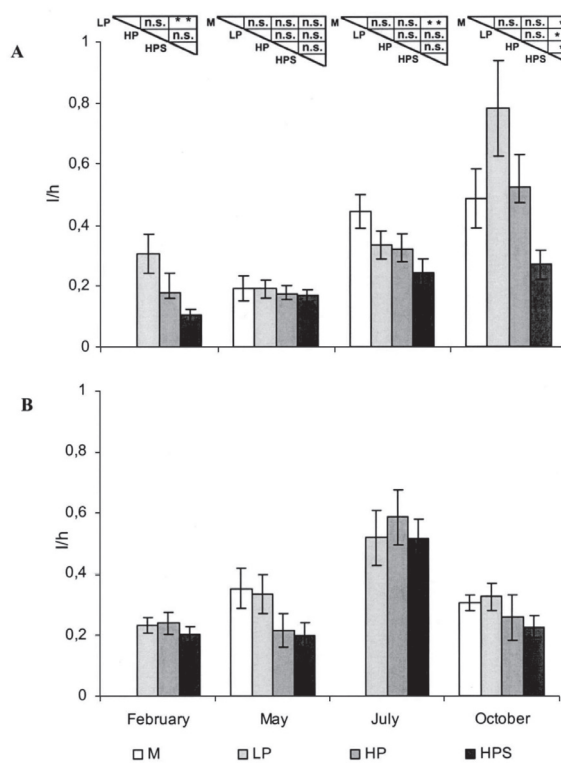 LP n.s. * * M n.s. n.s. n.s. M n.s. n.s. * * M n.s. n.s. *
HP n.s. LP n.s. n.s. LP n.s. n.s. LP n.s. *
HPS HP n.s. HP n.s. HP *
HPS HPS HPS
A
1
0,8
0,6
l/h
0,4
0,2
0
B
1
0,8
0,6
l/h
0,4
0,2
0
February May July October
M LP HP HPS